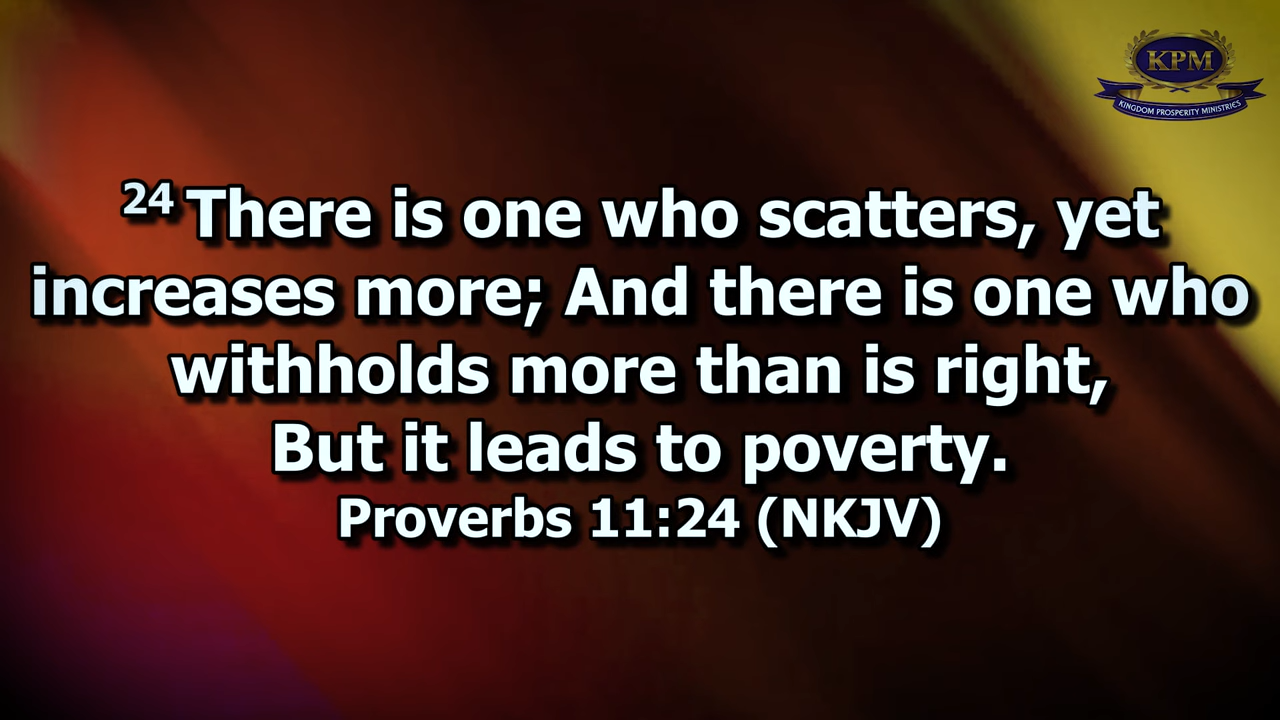 KPM
KINGDOM PROSPERITY MINISTRIES
24 There is one who scatters, yet
increases more; And there is one who
withholds more than is right,
But it leads to poverty.
Proverbs 11:24 (NKJV)